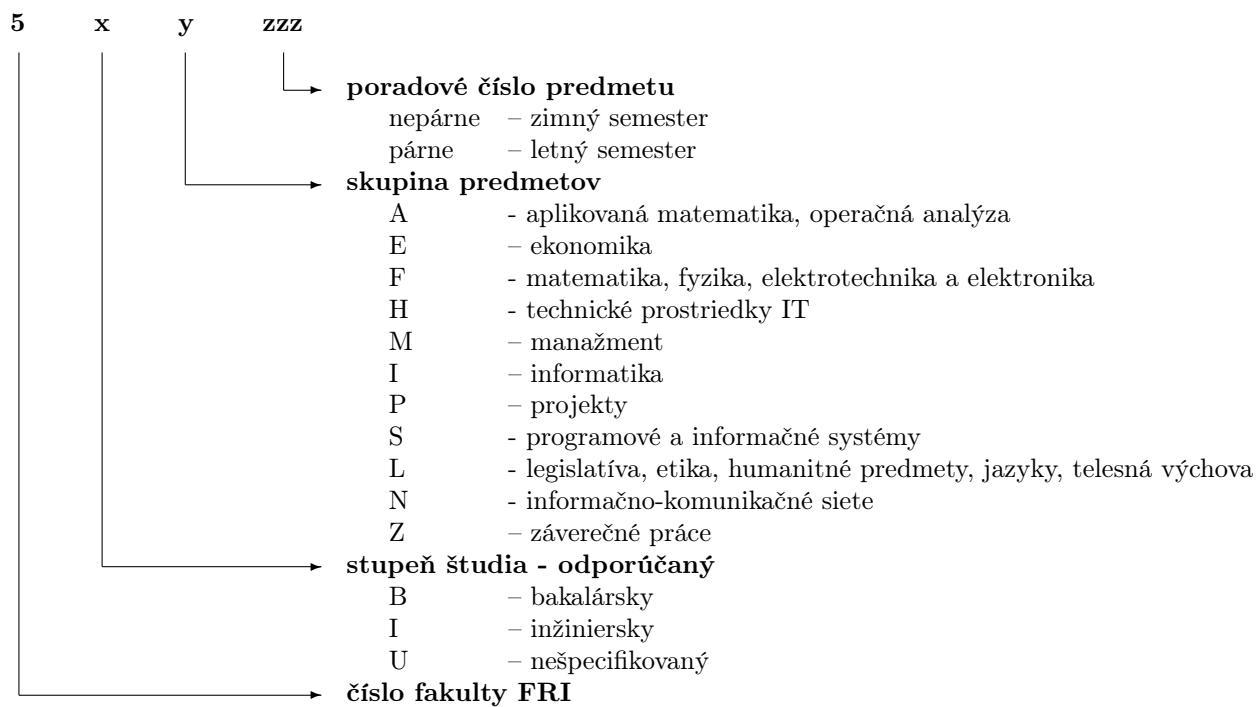 5 x y zzz
poradové číslo predmetu
nepárne – zimný semester
párne – letný semester
skupina predmetov
A - aplikovaná matematika, operačná analýza
E – ekonomika
F - matematika, fyzika, elektrotechnika a elektronika
H - technické prostriedky IT
M – manažment
I – informatika
P – projekty
S - programové a informačné systémy
L - legislatíva, etika, humanitné predmety, jazyky, telesná výchova
N - informačno-komunikačné siete
Z – záverečné práce
stupeň štúdia - odporúčaný
B – bakalársky
I – inžiniersky
U – nešpecifikovaný
číslo fakulty FRI